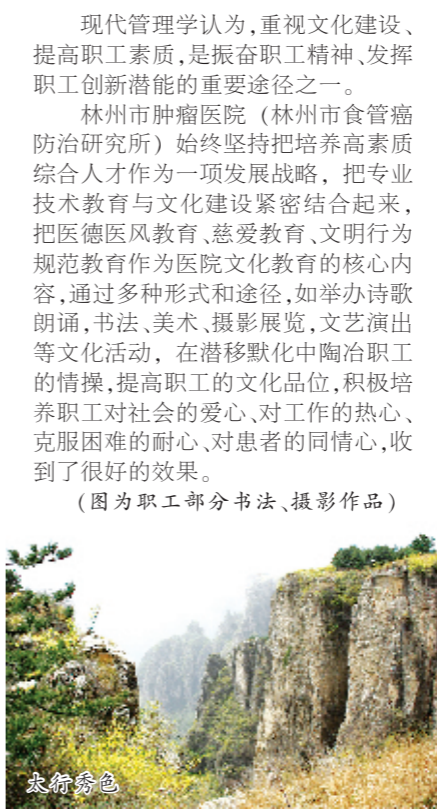 现代管理学认为,重视文化建设、
提高职工素质,是振奋职工精神、发挥
职工创新潜能的重要途径之一。
林州市肿瘤医院（林州市食管癌
防治研究所）始终坚持把培养高素质
综合人才作为一项发展战略，把专业
技术教育与文化建设紧密结合起来，
把医德医风教育、慈爱教育、文明行为
规范教育作为医院文化教育的核心内
容,通过多种形式和途径,如举办诗歌
朗诵,书法、美术、摄影展览,文艺演出
等文化活动，在潜移默化中陶冶职工
的情操,提高职工的文化品位,积极培
养职工对社会的爱心、对工作的热心、
克服困难的耐心、对患者的同情心,收
到了很好的效果。
(图为职工部分书法、摄影作品)
太行秀色